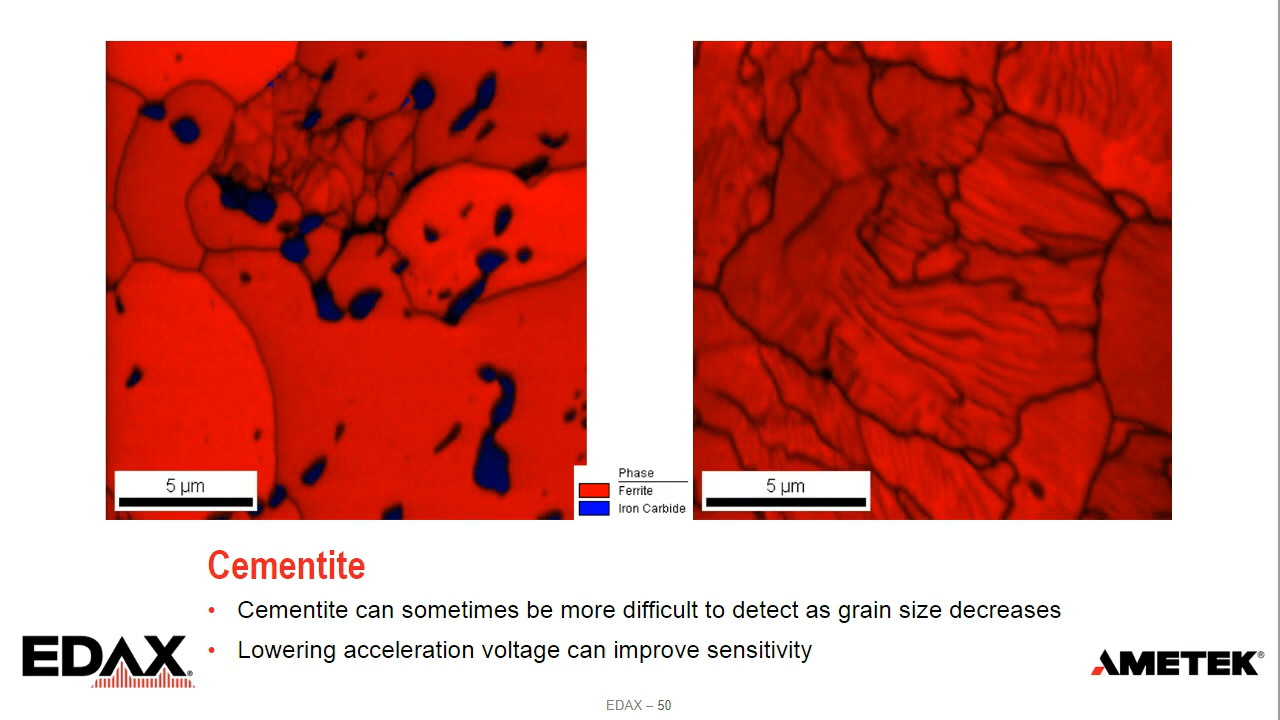 5 µm
Phase
Ferrite
Iron Carbide
5 µm
Cementite
• Cementite can sometimes be more difficult to detect as grain size decreases
• Lowering acceleration voltage can improve sensitivity
EDAX®
AMETEK®
EDAX – 50